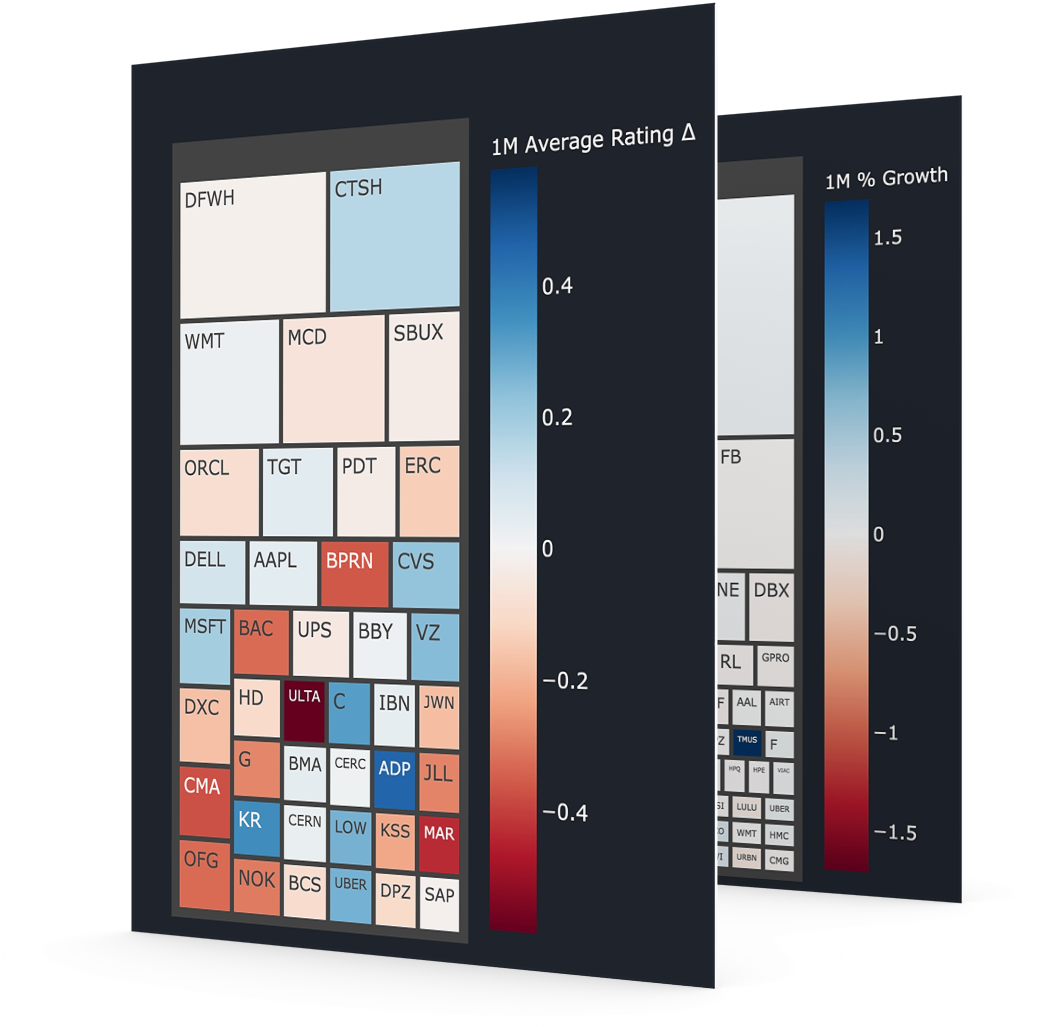 1M Average Rating Δ
DFWH
CTSH
WMT
MCD
SBUX
ORCL
TGT
PDT
ERC
DELL
AAPL
BPRN
CVS
MSFT
BAC
UPS
BBY
VZ
DXC
HD
ULTA
C
IBN
JWN
G
BMA
CERC
ADP
JLL
CMA
KR
CERN
LOW
KSS
MAR
OFG
NOK
BCS
UBER
DPZ
SAP
0.4
0.2
0
−0.2
−0.4
1M % Growth
FB
NE
DBX
RL
GPRO
F
AAL
AIRT
Z
TMUS
F
HPQ
HPE
VIAC
SI
LULU
UBER
O
WMT
HMC
VI
URBN
CMG
1.5
1
0.5
0
−0.5
−1
−1.5